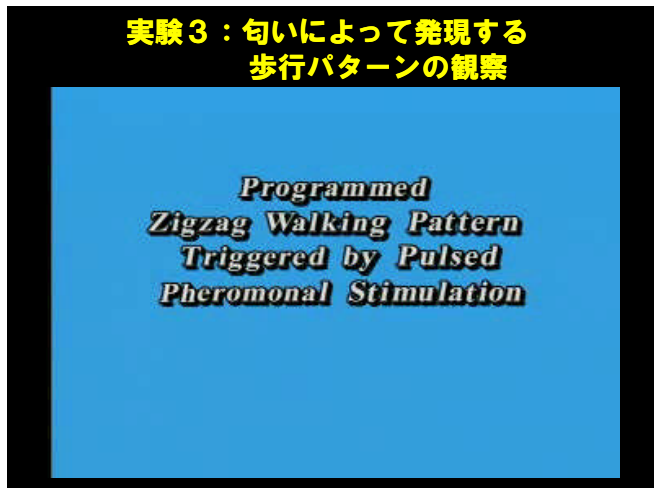 実験３：匂いによって発現する
歩行パターンの観察
Programmed
Zigzag Walking Pattern
Triggered by Pulsed
Pheromonal Stimulation